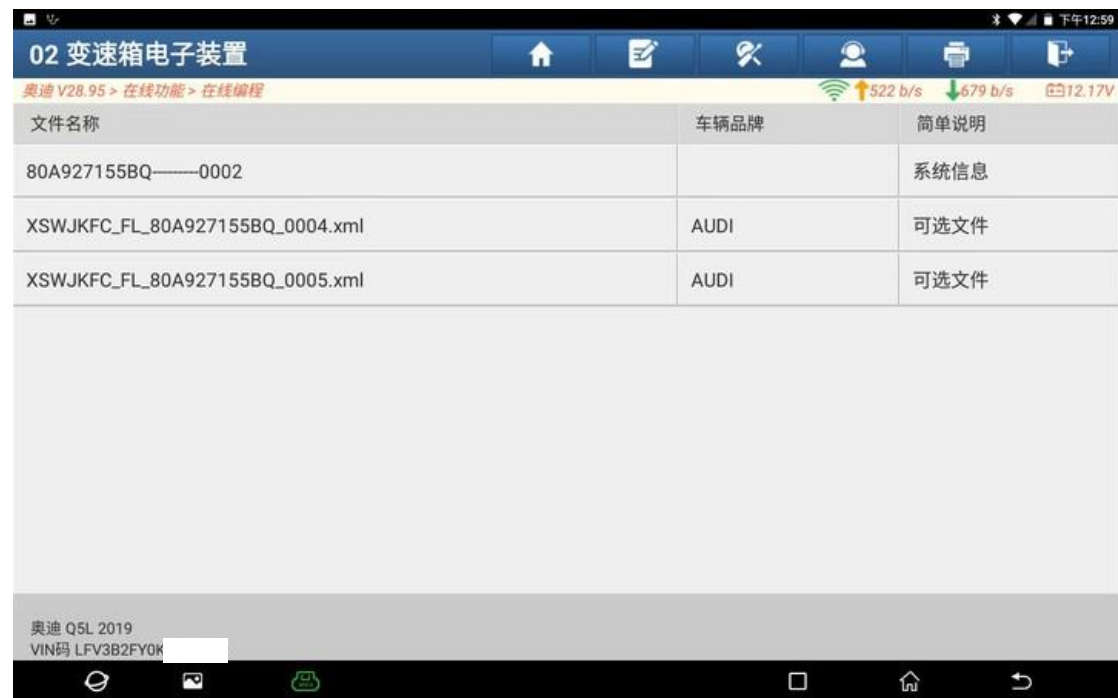 下午12:59
02 变速箱电子装置
奥迪 V28.95 > 在线功能 > 在线编程 522 b/s 679 b/s 12.17V
文件名称 车辆品牌 简单说明
80A927155BQ---------0002 系统信息
XSWJKFC_FL_80A927155BQ_0004.xml AUDI 可选文件
XSWJKFC_FL_80A927155BQ_0005.xml AUDI 可选文件
奥迪 Q5L 2019
VIN码 LFV3B2FY0K